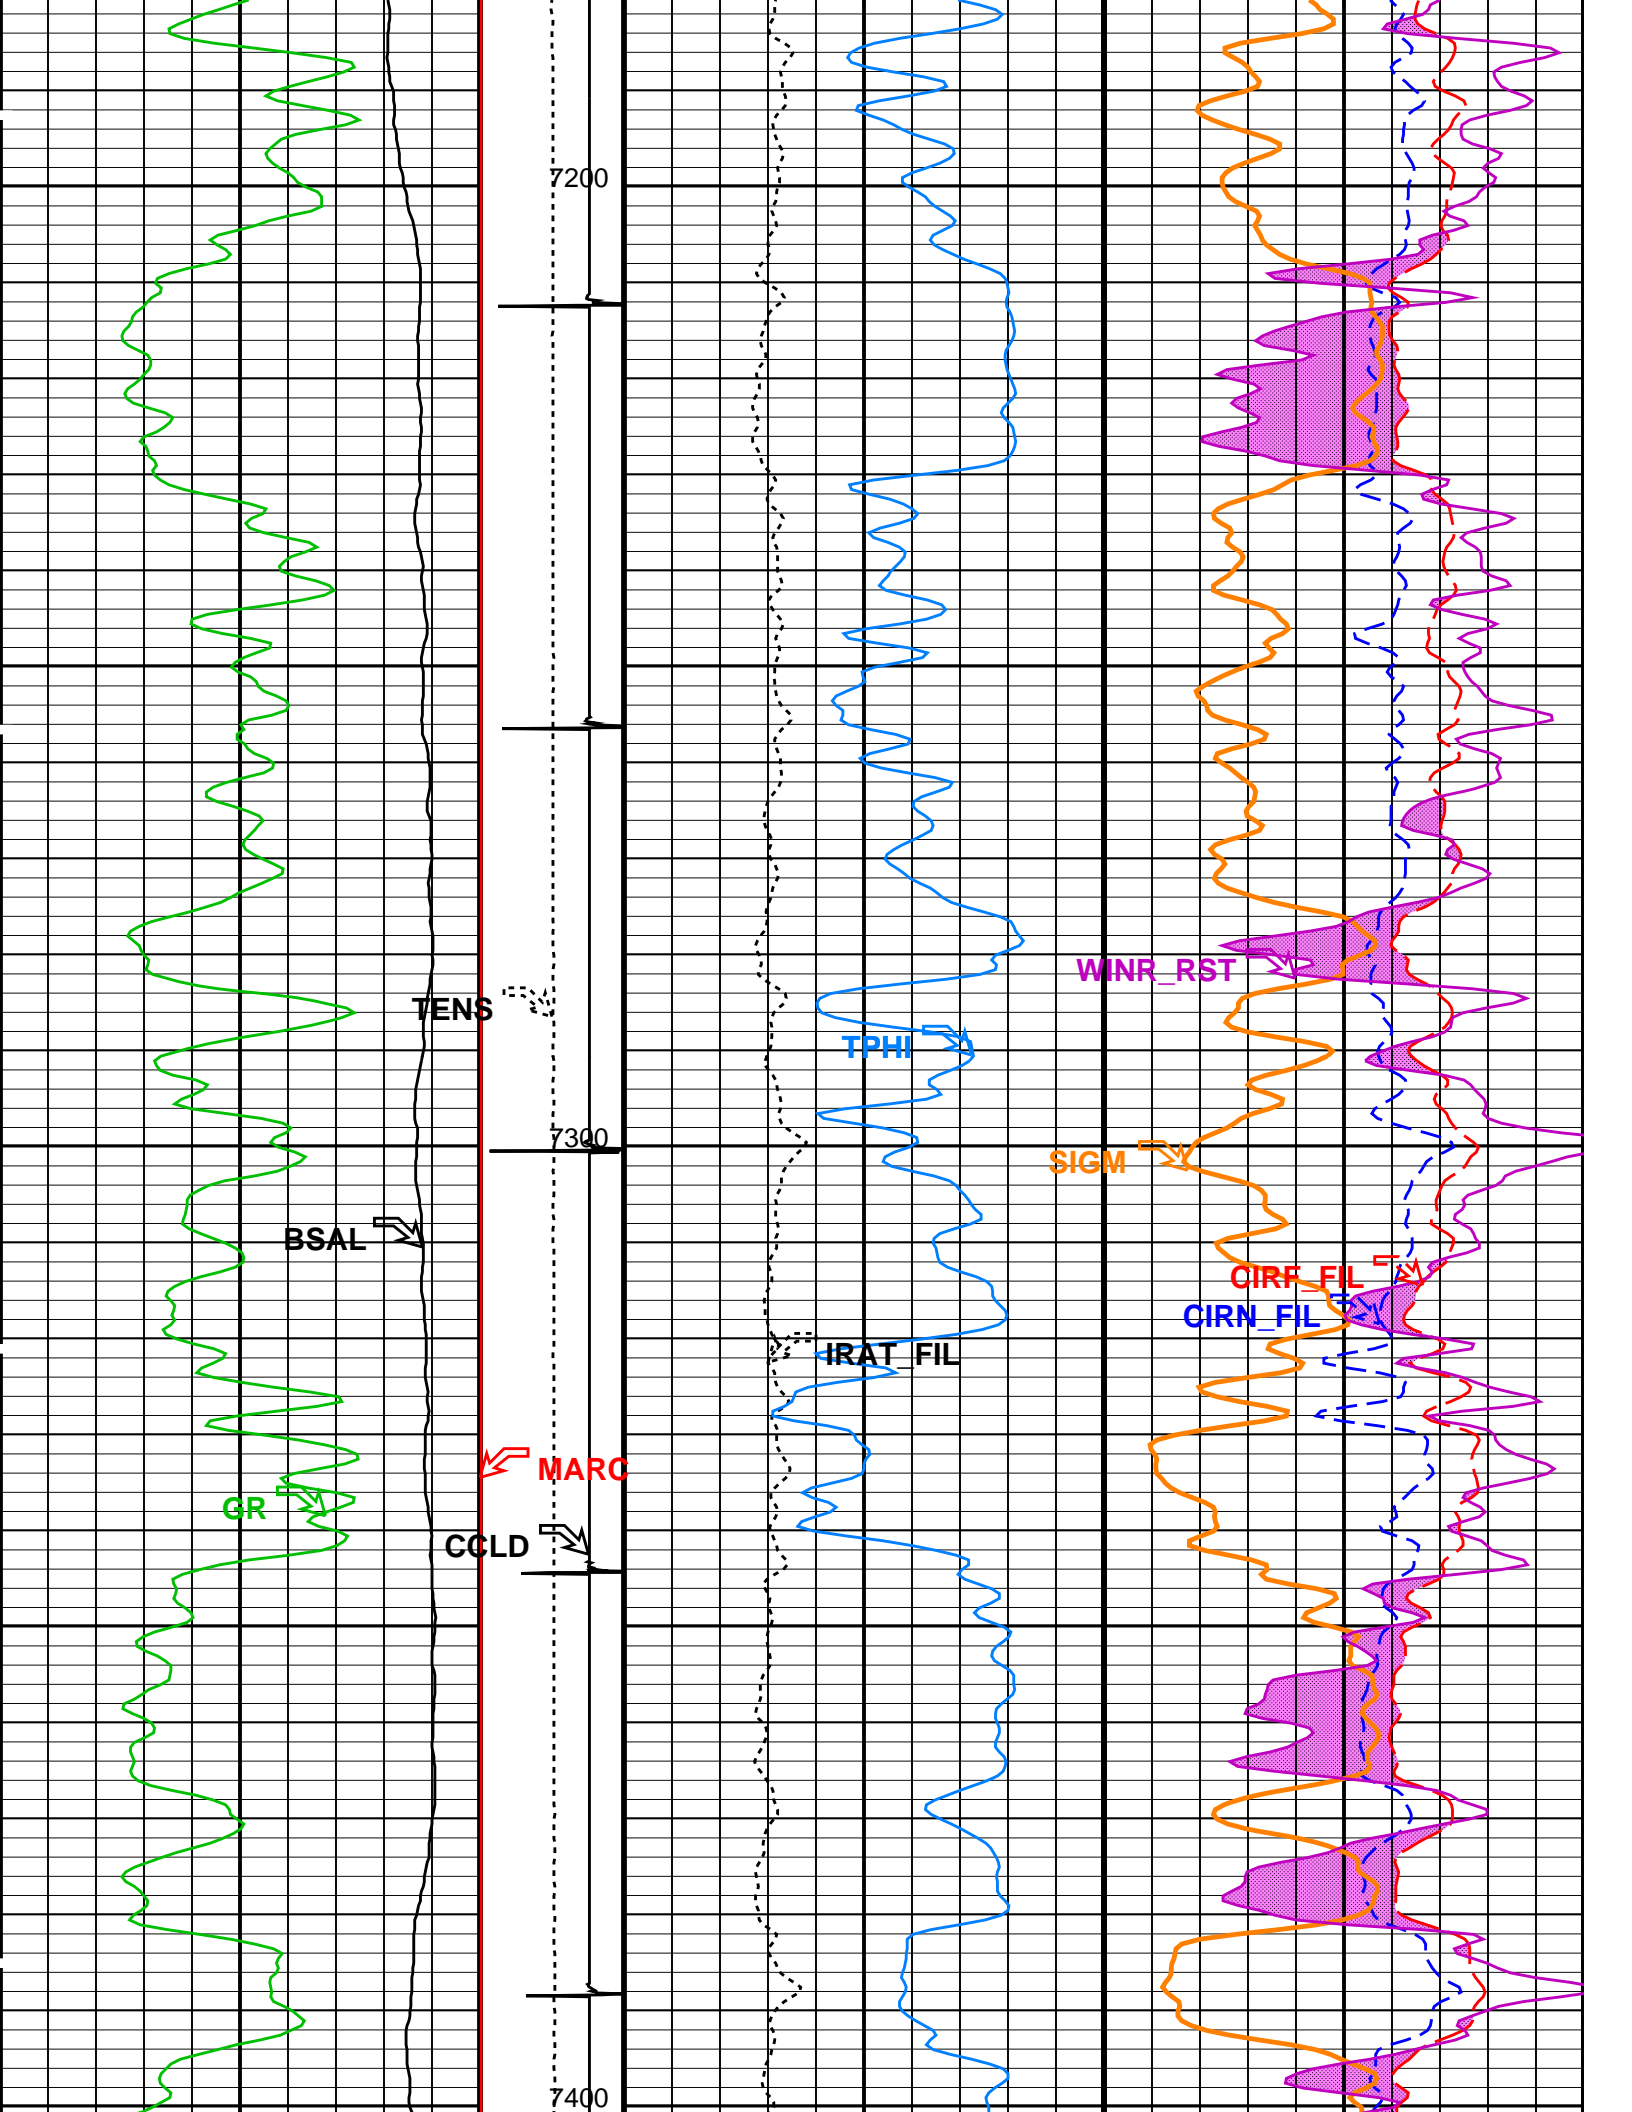 7200
WINR_RST
TENS
TPHI
7300
SIGM
BSAL
CIRF_FIL
CIRN_FIL
IRAT_FIL
MARC
GR
CCLD
7400